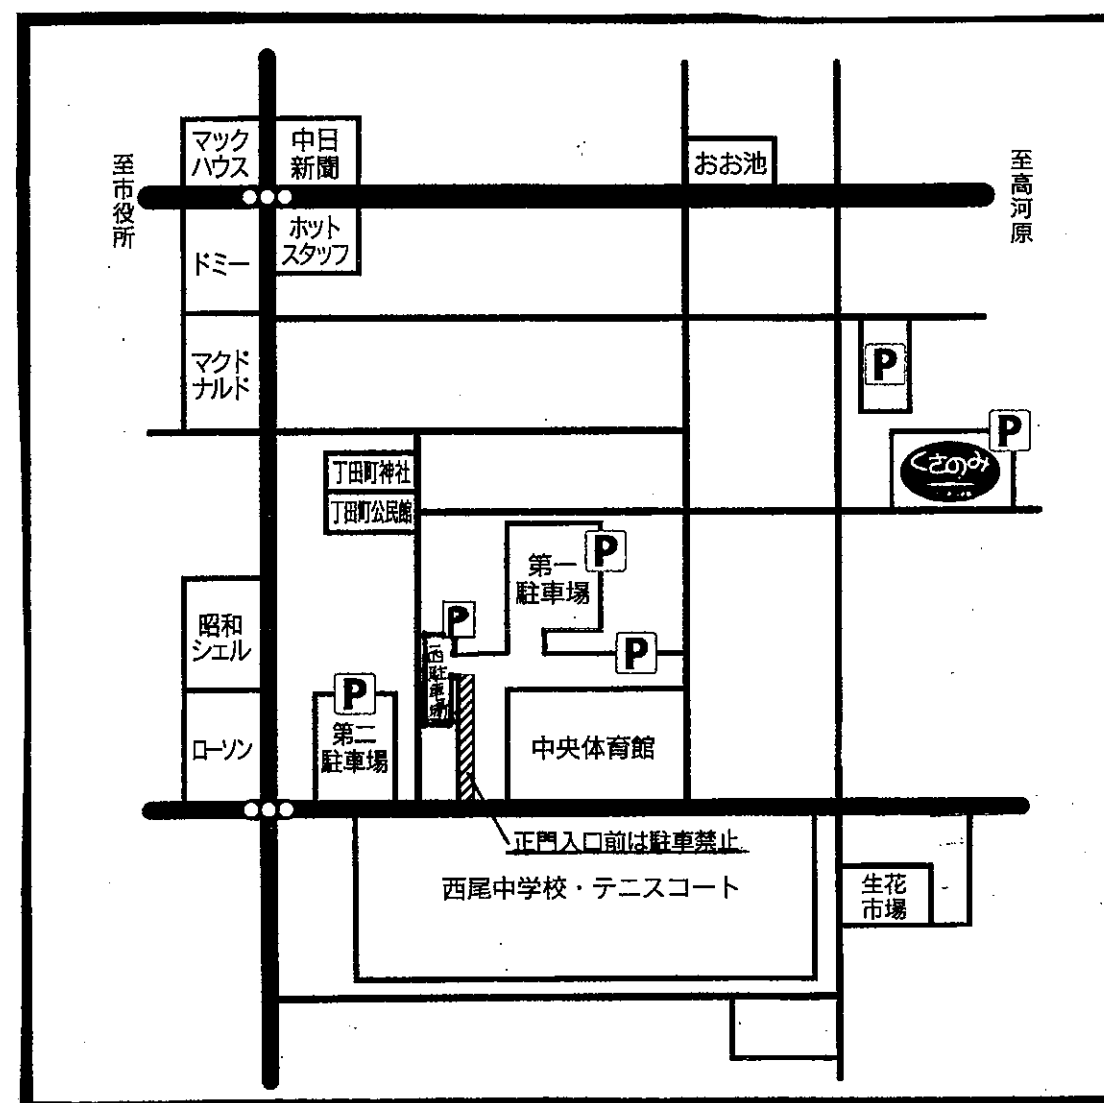 マック
ハウス
中日
新聞
おお池
至市役所
至高河原
ホット
スタッフ
ドミー
マクド
ナルド
P
P
くさのみ
丁田町神社
丁田町公民館
P
第一
駐車場
P
昭和
シェル
西駐車場
P
P
第二
駐車場
ローソン
中央体育館
正門入口前は駐車禁止
西尾中学校・テニスコート
生花
市場